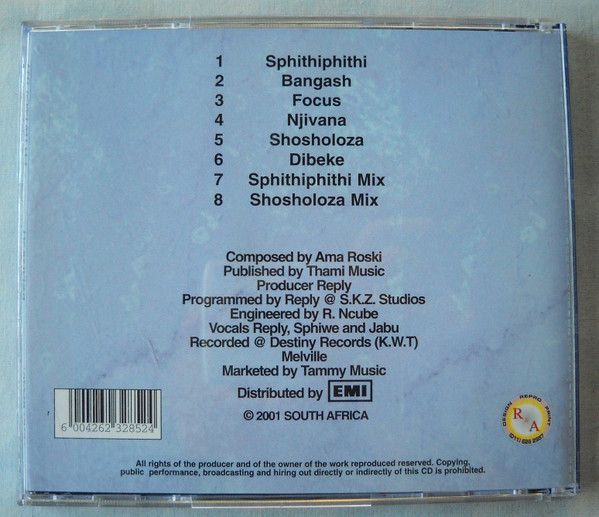 1 Sphithiphithi
2 Bangash
3 Focus
4 Njivana
5 Shosholoza
6 Dibeke
7 Sphithiphithi Mix
8 Shosholoza Mix
Composed by Ama Roski
Published by Thami Music
Producer Reply
Programmed by Reply @ S.K.Z. Studios
Engineered by R. Ncube
Vocals Reply, Sphiwe and Jabu
Recorded @ Destiny Records (K.W.T)
Melville
Marketed by Tammy Music
Distributed by EMI
© 2001 SOUTH AFRICA
6 004262 328524
DESIGN REPRO PRINT
R A
All rights of the producer and of the owner of the work reproduced reserved. Copying,
public performance, broadcasting and hiring out directly or indirectly of this CD is prohibited.